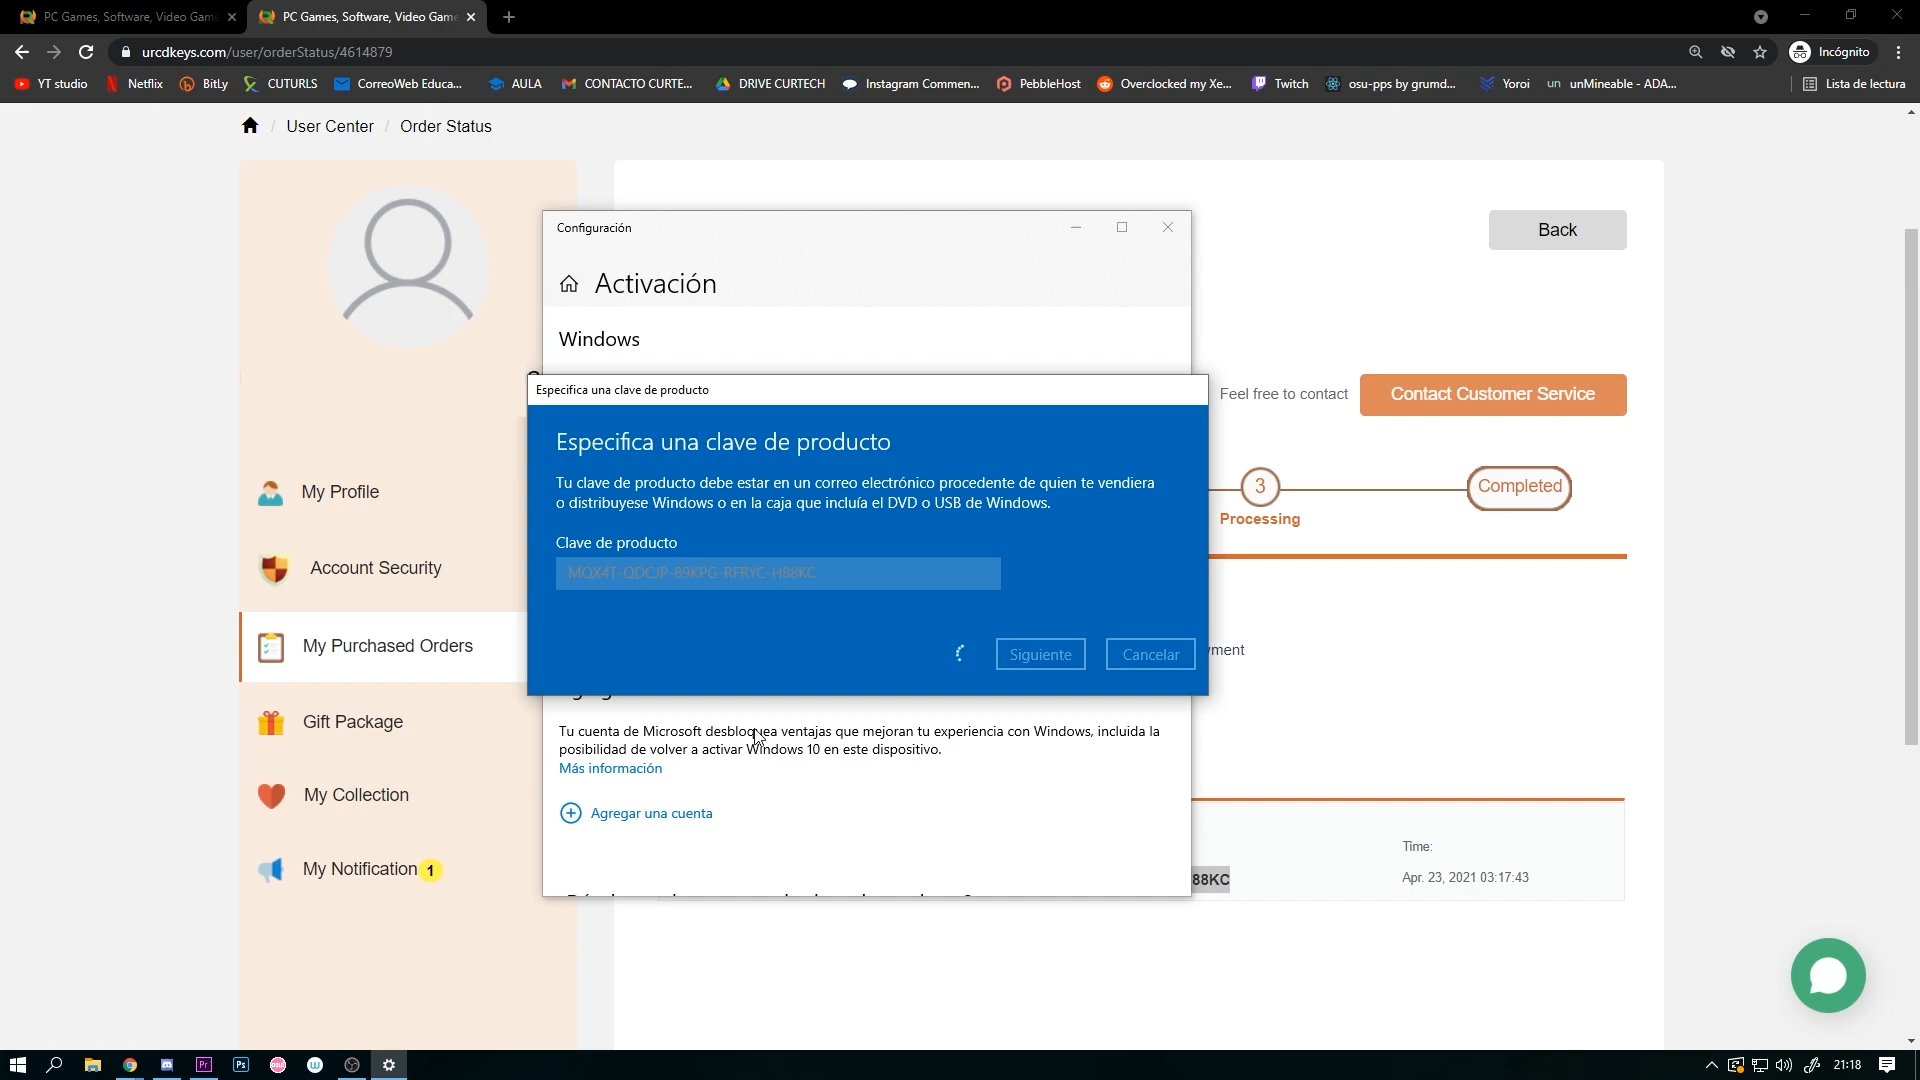 PC Games, Software, Video Game
PC Games, Software, Video Game
urcdkeys.com/user/orderStatus/4614879
Incógnito
YT studio
Netflix
BitLy
CUTURLS
CorreoWeb Educa...
AULA
CONTACTO CURTE...
DRIVE CURTECH
Instagram Commen...
PebbleHost
Overclocked my Xe...
Twitch
osu-pps by grumd...
Yoroi
un unMineable - ADA...
Lista de lectura
/ User Center / Order Status
Back
Configuración
Activación
Windows
Feel free to contact
Contact Customer Service
Especifica una clave de producto
Especifica una clave de producto
Tu clave de producto debe estar en un correo electrónico procedente de quien te vendiera
o distribuyese Windows o en la caja que incluía el DVD o USB de Windows.
Clave de producto
MQX4T-QDCJP-89KPG-RFRYC-H88KC
Siguiente
Cancelar
3
Processing
Completed
My Profile
Account Security
My Purchased Orders
Gift Package
My Collection
My Notification 1
yment
Tu cuenta de Microsoft desbloquea ventajas que mejoran tu experiencia con Windows, incluida la
posibilidad de volver a activar Windows 10 en este dispositivo.
Más información
Agregar una cuenta
88KC
Time:
Apr. 23, 2021 03:17:43
Pr
Ps
osu!
W
21:18